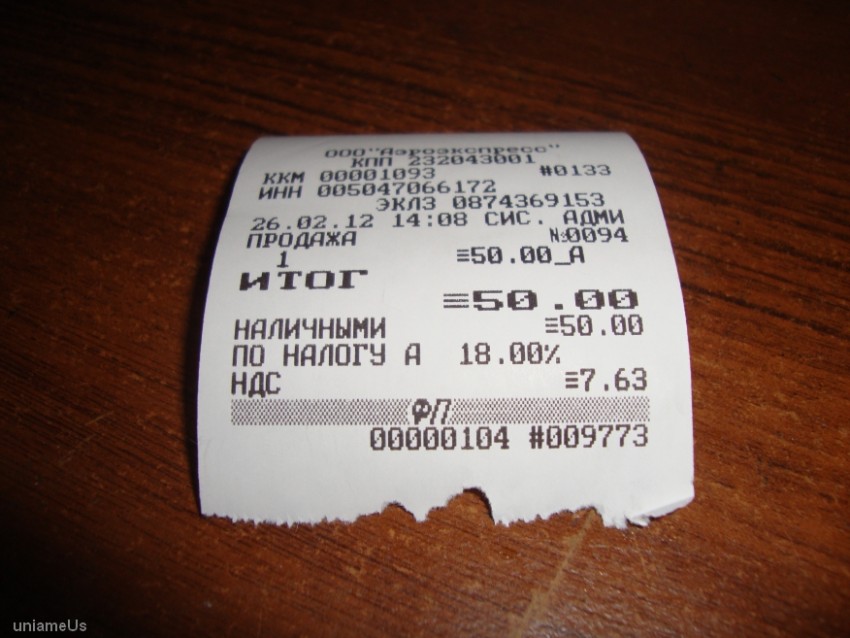 ООО"Аэроэкспресс"
КПП 232043001
ККМ 00001093 #0133
ИНН 005047066172
ЭКЛЗ 0874369153
26.02.12 14:08 СИС. АДМИ
ПРОДАЖА №0094
1 ≡50.00_А
ИТОГ
≡50.00
НАЛИЧНЫМИ ≡50.00
ПО НАЛОГУ А 18.00%
НДС ≡7.63
ФП
00000104 #009773
uniameUs